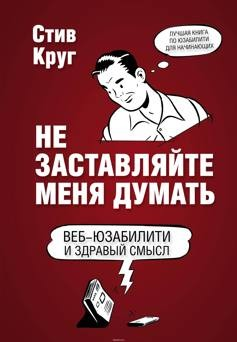 Стив
Круг
ЛУЧШАЯ КНИГА
ПО ЮЗАБИЛИТИ
ДЛЯ НАЧИНАЮЩИХ
НЕ
ЗАСТАВЛЯЙТЕ
МЕНЯ ДУМАТЬ
ВЕБ-ЮЗАБИЛИТИ
И ЗДРАВЫЙ СМЫСЛ